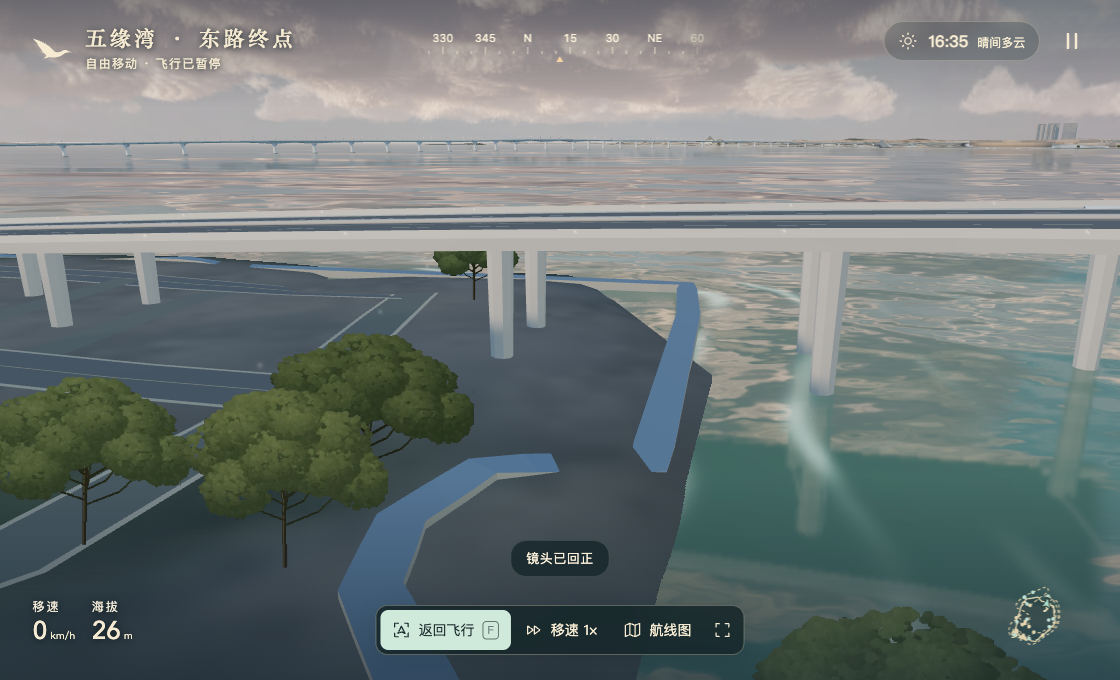 五缘湾 · 东路终点
自由移动 · 飞行已暂停
330 345 N 15 30 NE 60
16:35 晴间多云
镜头已回正
移速 海拔
0 km/h 26 m
返回飞行 F 移速 1x 航线图